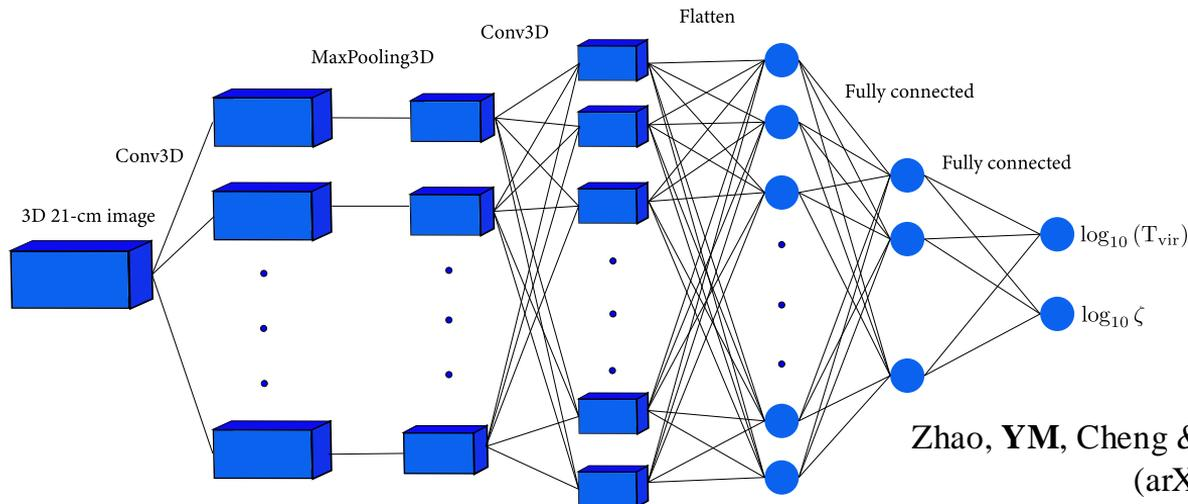 Flatten
Conv3D
MaxPooling3D
Fully connected
Conv3D
Fully connected
3D 21-cm image
log₁₀ (Tᵥᵢᵣ)
log₁₀ ζ
Zhao, YM, Cheng &
(arX